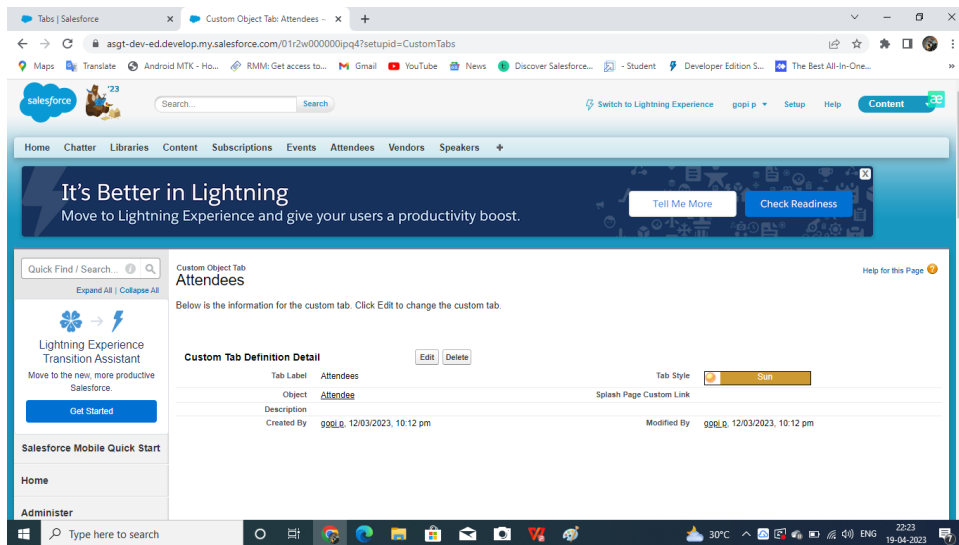 Tabs | Salesforce
Custom Object Tab: Attendees –
asgt-dev-ed.develop.my.salesforce.com/01r2w000000ipq4?setupid=CustomTabs
Maps Translate Android MTK - Ho... RMM: Get access to... Gmail YouTube News Discover Salesforce... - Student Developer Edition S... The Best All-In-One... »
salesforce '23 Search... Search Switch to Lightning Experience gopi p Setup Help Content æ
Home Chatter Libraries Content Subscriptions Events Attendees Vendors Speakers +
It's Better in Lightning
Move to Lightning Experience and give your users a productivity boost.
Tell Me More Check Readiness X
Quick Find / Search...
Expand All | Collapse All
Lightning Experience
Transition Assistant
Move to the new, more productive
Salesforce.
Get Started
Salesforce Mobile Quick Start
Home
Administer
Custom Object Tab
Attendees
Help for this Page ?
Below is the information for the custom tab. Click Edit to change the custom tab.
Custom Tab Definition Detail Edit Delete
Tab Label Attendees Tab Style Sun
Object Attendee Splash Page Custom Link
Description
Created By gopi p, 12/03/2023, 10:12 pm Modified By gopi p, 12/03/2023, 10:12 pm
Type here to search 30°C ENG 22:23
19-04-2023 7